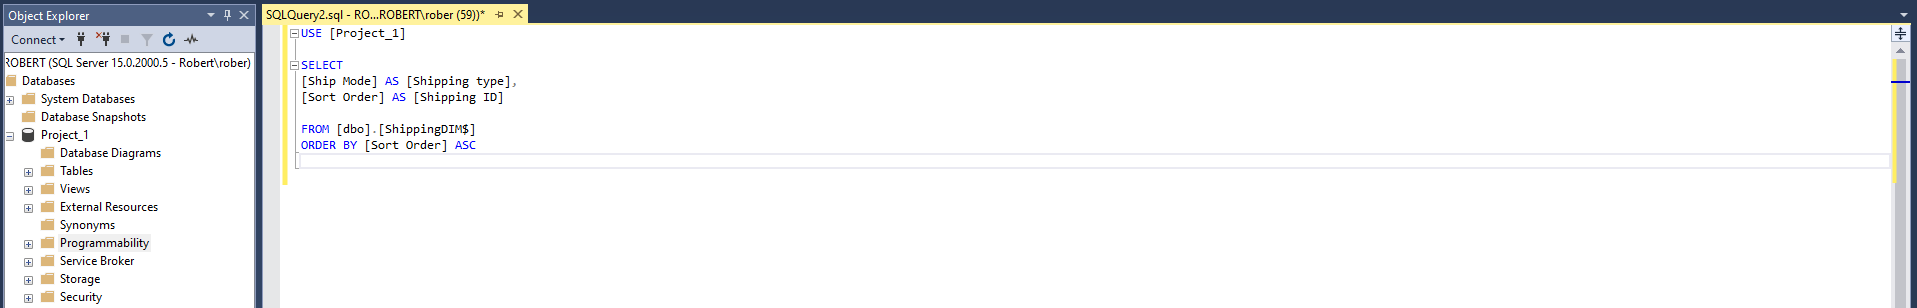 Object Explorer
Connect
ROBERT (SQL Server 15.0.2000.5 - Robert\rober)
Databases
System Databases
Database Snapshots
Project_1
Database Diagrams
Tables
Views
External Resources
Synonyms
Programmability
Service Broker
Storage
Security
SQLQuery2.sql - RO...ROBERT\rober (59))*
USE [Project_1]
SELECT
[Ship Mode] AS [Shipping type],
[Sort Order] AS [Shipping ID]
FROM [dbo].[ShippingDIM$]
ORDER BY [Sort Order] ASC